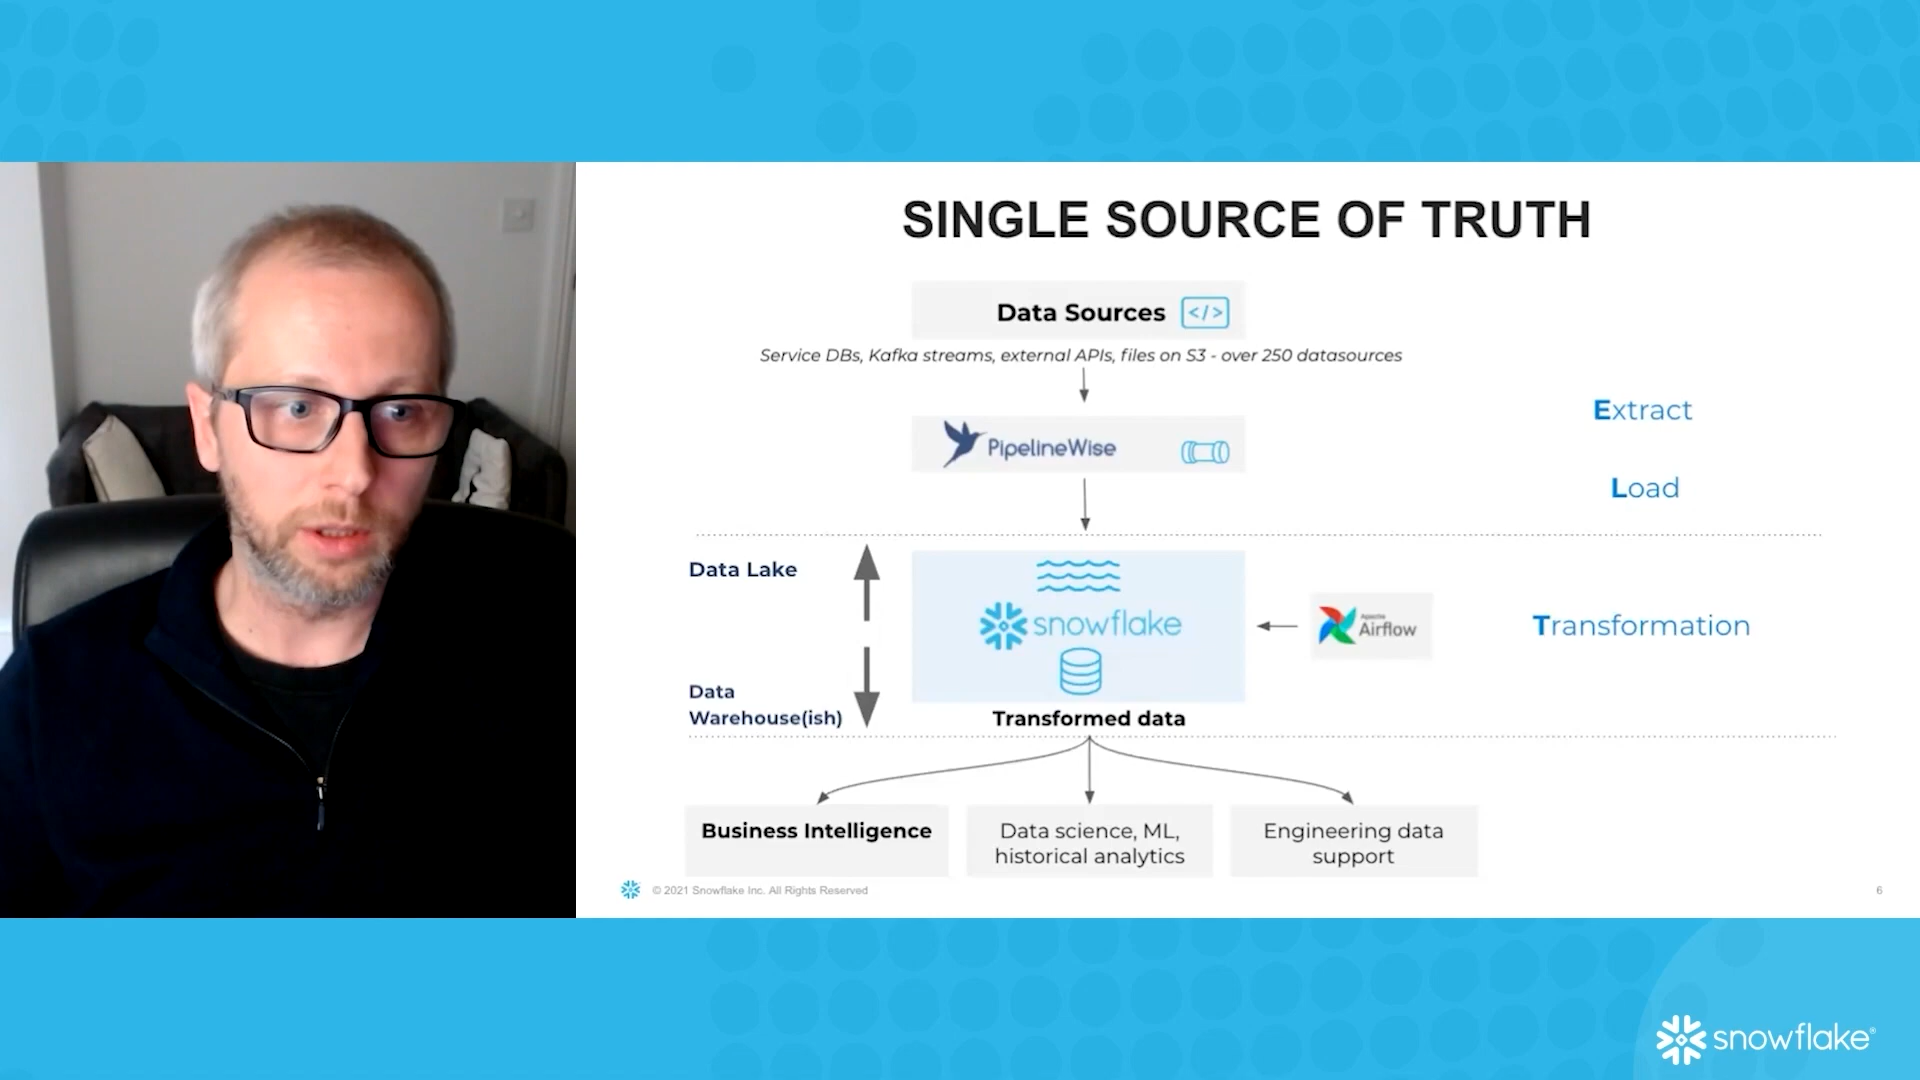 SINGLE SOURCE OF TRUTH
Data Sources </>
Service DBs, Kafka streams, external APIs, files on S3 - over 250 datasources
Extract
PipelineWise
Load
Data Lake
snowflake
Apache
Airflow
Transformation
Data
Warehouse(ish)
Transformed data
Business Intelligence
Data science, ML,
historical analytics
Engineering data
support
© 2021 Snowflake Inc. All Rights Reserved
6
snowflake®